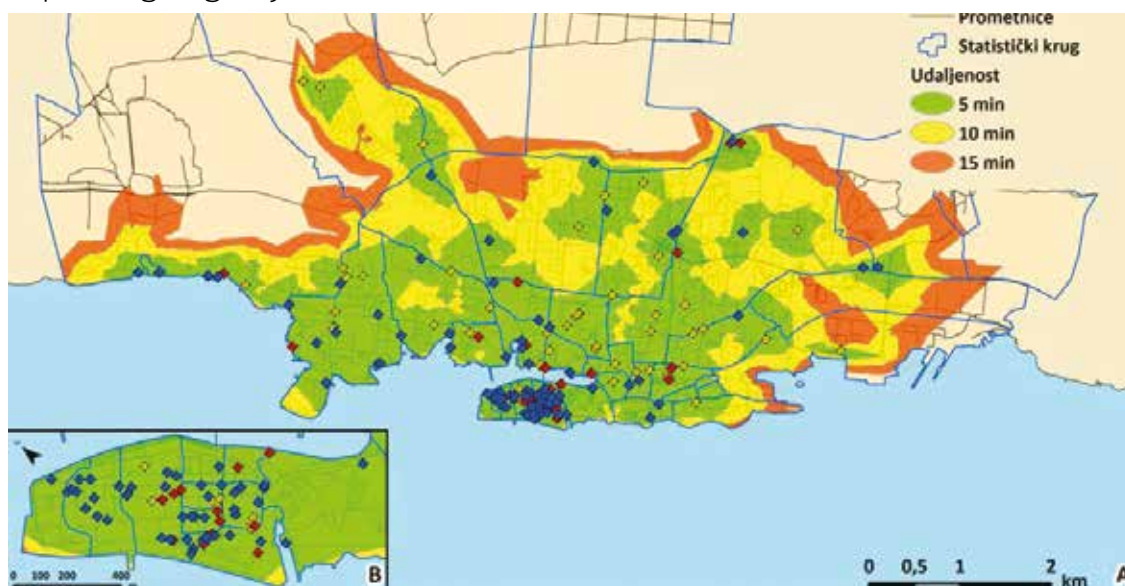 Prometnice
Statistički krug
Udaljenost
5 min
10 min
15 min
0 100 200 400
B
0 0,5 1 2
km
A